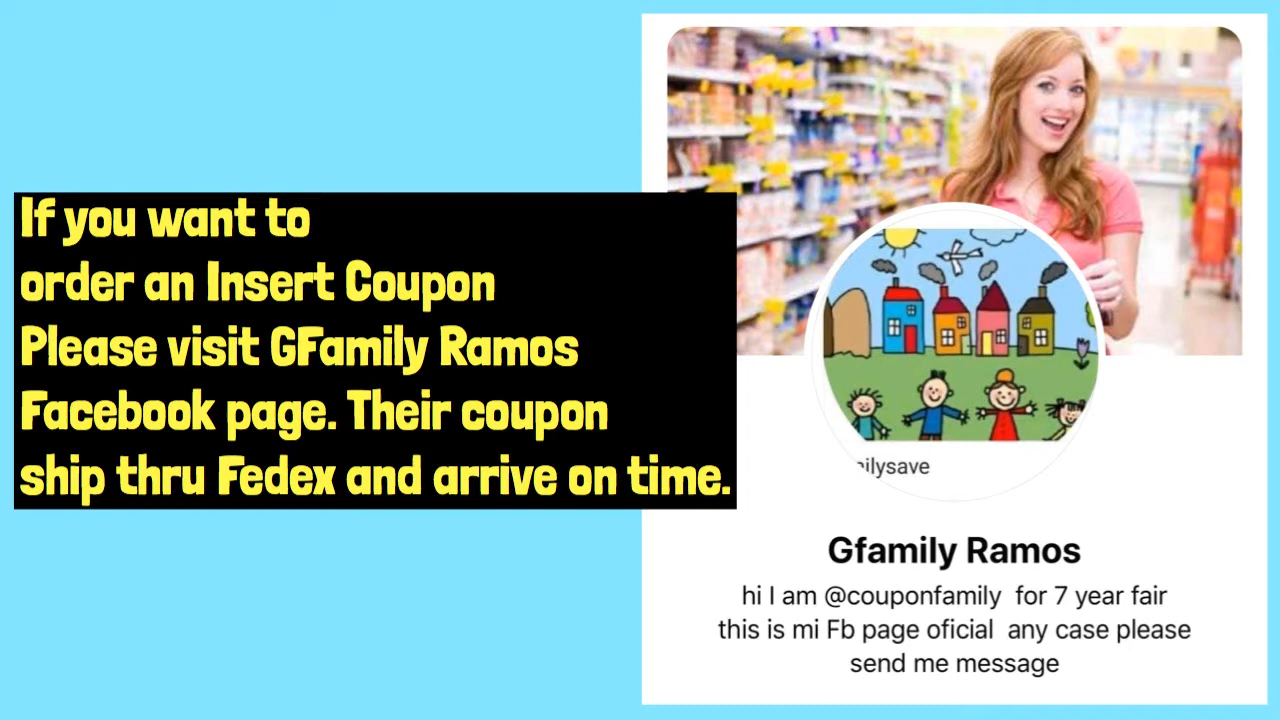 If you want to
order an Insert Coupon
Please visit GFamily Ramos
Facebook page. Their coupon
ship thru Fedex and arrive on time.
ilysave
Gfamily Ramos
hi I am @couponfamily for 7 year fair
this is mi Fb page oficial any case please
send me message